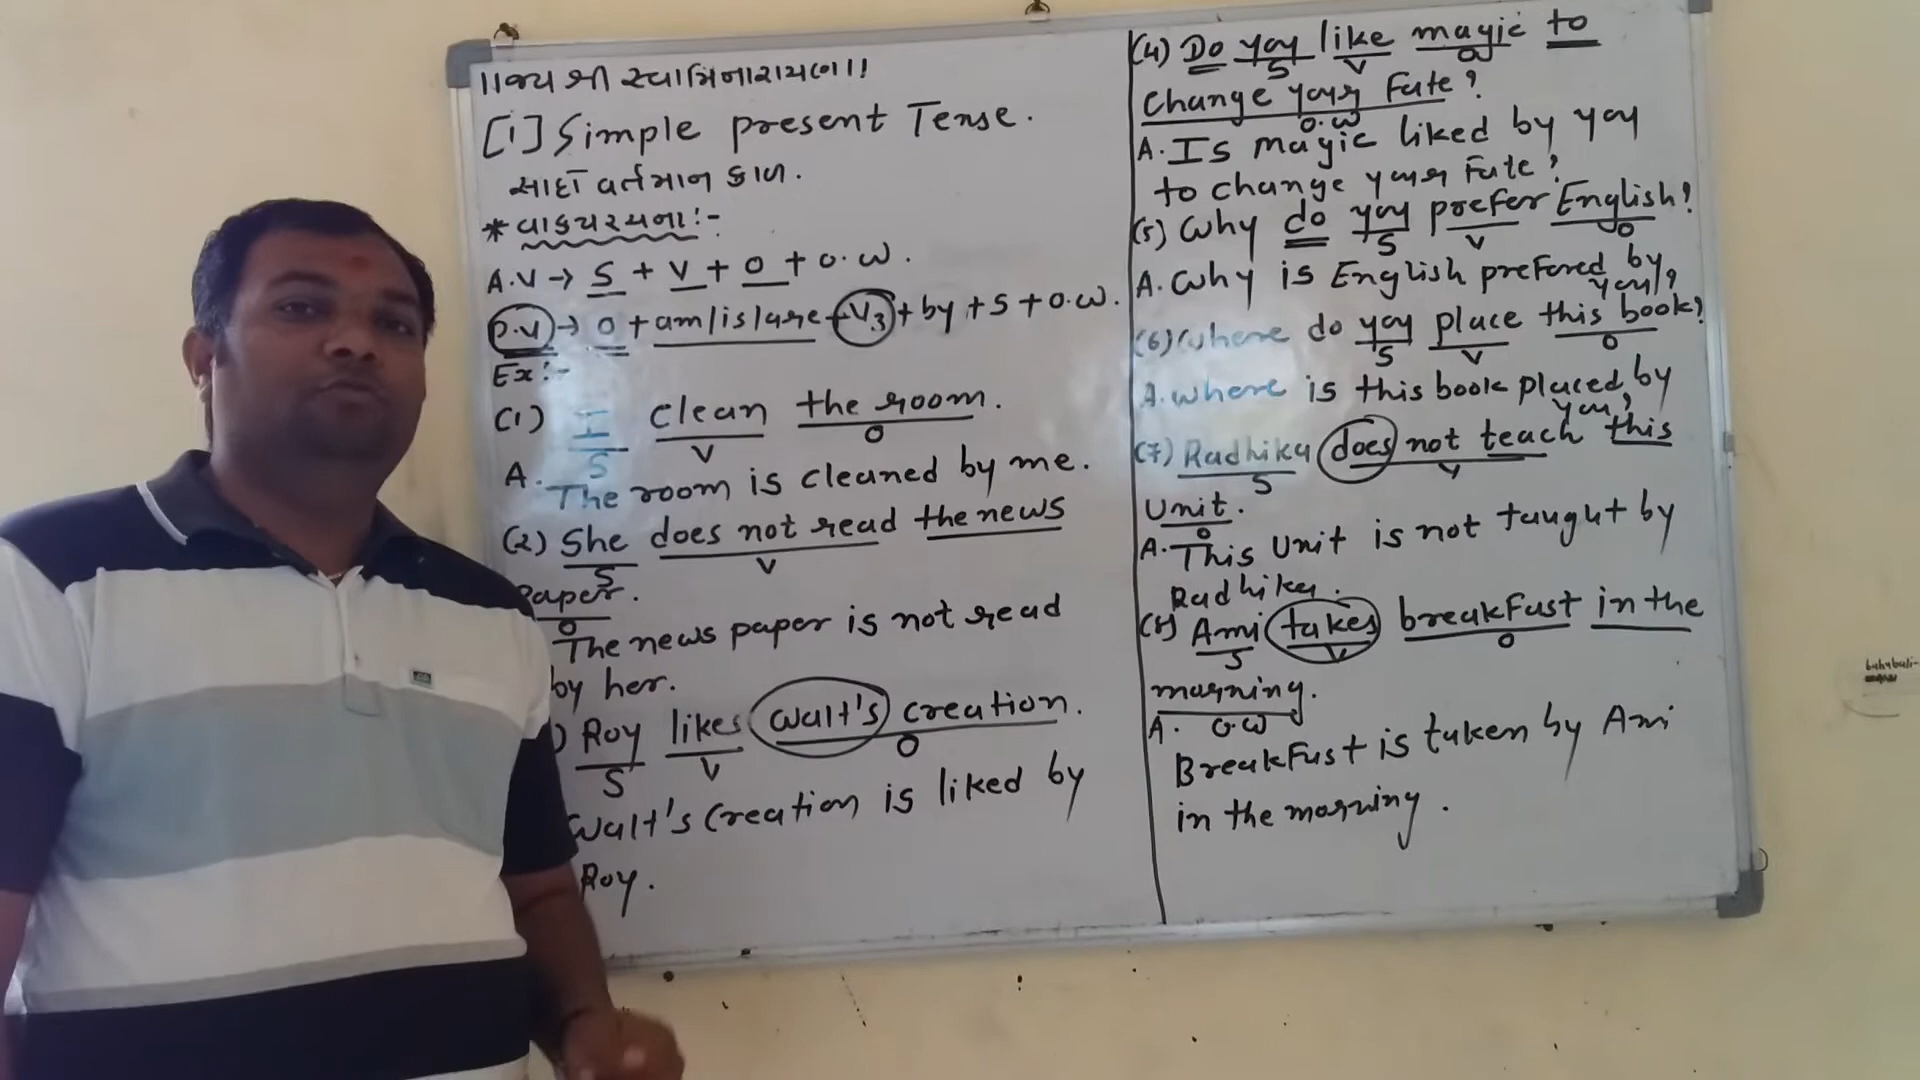 ॥જય શ્રી સ્વામિનારાયણ॥
[1] Simple present Tense.
સાદો વર્તમાન કાળ.
* વાક્યરચના:-
A.V → S + V + O + O.W.
P.V → O + am/is/are + V3 + by + S + O.W.
Ex:-
(1) I clean the room.
S V O
A. The room is cleaned by me.
(2) She does not read the news
S V
Paper.
O
The news paper is not read
by her.
) Roy likes Walt's creation.
S V O
Walt's Creation is liked by
Roy.
(4) Do you like magic to
S V O
Change your Fate?
O.W
A. Is magic liked by you
to change your Fate?
(5) Why do you prefer English?
S V O
A. Why is English prefered by
you?
(6) Where do you place this book?
S V O
A. Where is this book placed by
you?
(7) Radhika does not teach this
S V
Unit.
O
A. This Unit is not taught by
Radhika.
(8) Ami takes breakFast in the
S V O
morning.
O.W
A. BreakFast is taken by Ami
in the morning.